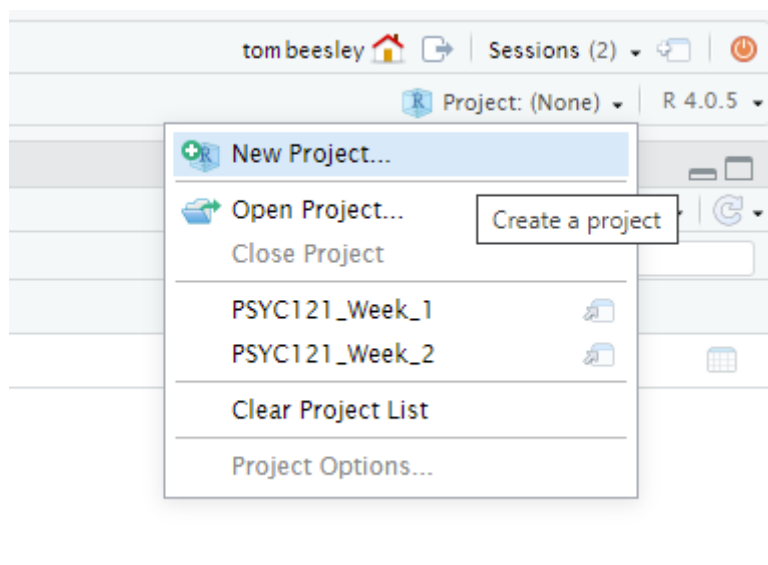 tom beesley Sessions (2)
Project: (None) R 4.0.5
New Project...
Open Project...
Create a project
Close Project
PSYC121_Week_1
PSYC121_Week_2
Clear Project List
Project Options...